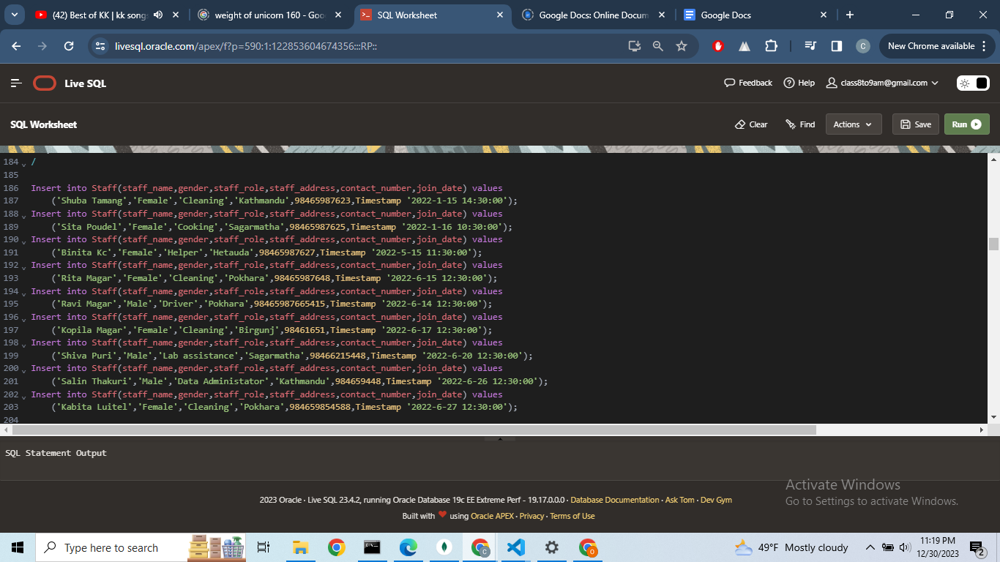 (42) Best of KK | kk songs
weight of unicorn 160 - Goo
SQL Worksheet
Google Docs: Online Docum
Google Docs
livesql.oracle.com/apex/f?p=590:1:122853604674356:::RP::
C
New Chrome available
Live SQL
Feedback
Help
class8to9am@gmail.com
SQL Worksheet
Clear
Find
Actions
Save
Run
184 /
185
186 Insert into Staff(staff_name,gender,staff_role,staff_address,contact_number,join_date) values
187 ('Shuba Tamang','Female','Cleaning','Kathmandu',98465987623,Timestamp '2022-1-15 14:30:00');
188 Insert into Staff(staff_name,gender,staff_role,staff_address,contact_number,join_date) values
189 ('Sita Poudel','Female','Cooking','Sagarmatha',98465987625,Timestamp '2022-1-16 10:30:00');
190 Insert into Staff(staff_name,gender,staff_role,staff_address,contact_number,join_date) values
191 ('Binita Kc','Female','Helper','Hetauda',98465987627,Timestamp '2022-5-15 11:30:00');
192 Insert into Staff(staff_name,gender,staff_role,staff_address,contact_number,join_date) values
193 ('Rita Magar','Female','Cleaning','Pokhara',98465987648,Timestamp '2022-6-15 12:30:00');
194 Insert into Staff(staff_name,gender,staff_role,staff_address,contact_number,join_date) values
195 ('Ravi Magar','Male','Driver','Pokhara',98465987665415,Timestamp '2022-6-14 12:30:00');
196 Insert into Staff(staff_name,gender,staff_role,staff_address,contact_number,join_date) values
197 ('Kopila Magar','Female','Cleaning','Birgunj',98461651,Timestamp '2022-6-17 12:30:00');
198 Insert into Staff(staff_name,gender,staff_role,staff_address,contact_number,join_date) values
199 ('Shiva Puri','Male','Lab assistance','Sagarmatha',98466215448,Timestamp '2022-6-20 12:30:00');
200 Insert into Staff(staff_name,gender,staff_role,staff_address,contact_number,join_date) values
201 ('Salin Thakuri','Male','Data Administator','Kathmandu',984659448,Timestamp '2022-6-26 12:30:00');
202 Insert into Staff(staff_name,gender,staff_role,staff_address,contact_number,join_date) values
203 ('Kabita Luitel','Female','Cleaning','Pokhara',984659854588,Timestamp '2022-6-27 12:30:00');
204
SQL Statement Output
Activate Windows
Go to Settings to activate Windows.
2023 Oracle · Live SQL 23.4.2, running Oracle Database 19c EE Extreme Perf - 19.17.0.0.0 · Database Documentation · Ask Tom · Dev Gym
Built with ❤ using Oracle APEX · Privacy · Terms of Use
Type here to search
49°F Mostly cloudy
11:19 PM
12/30/2023
2